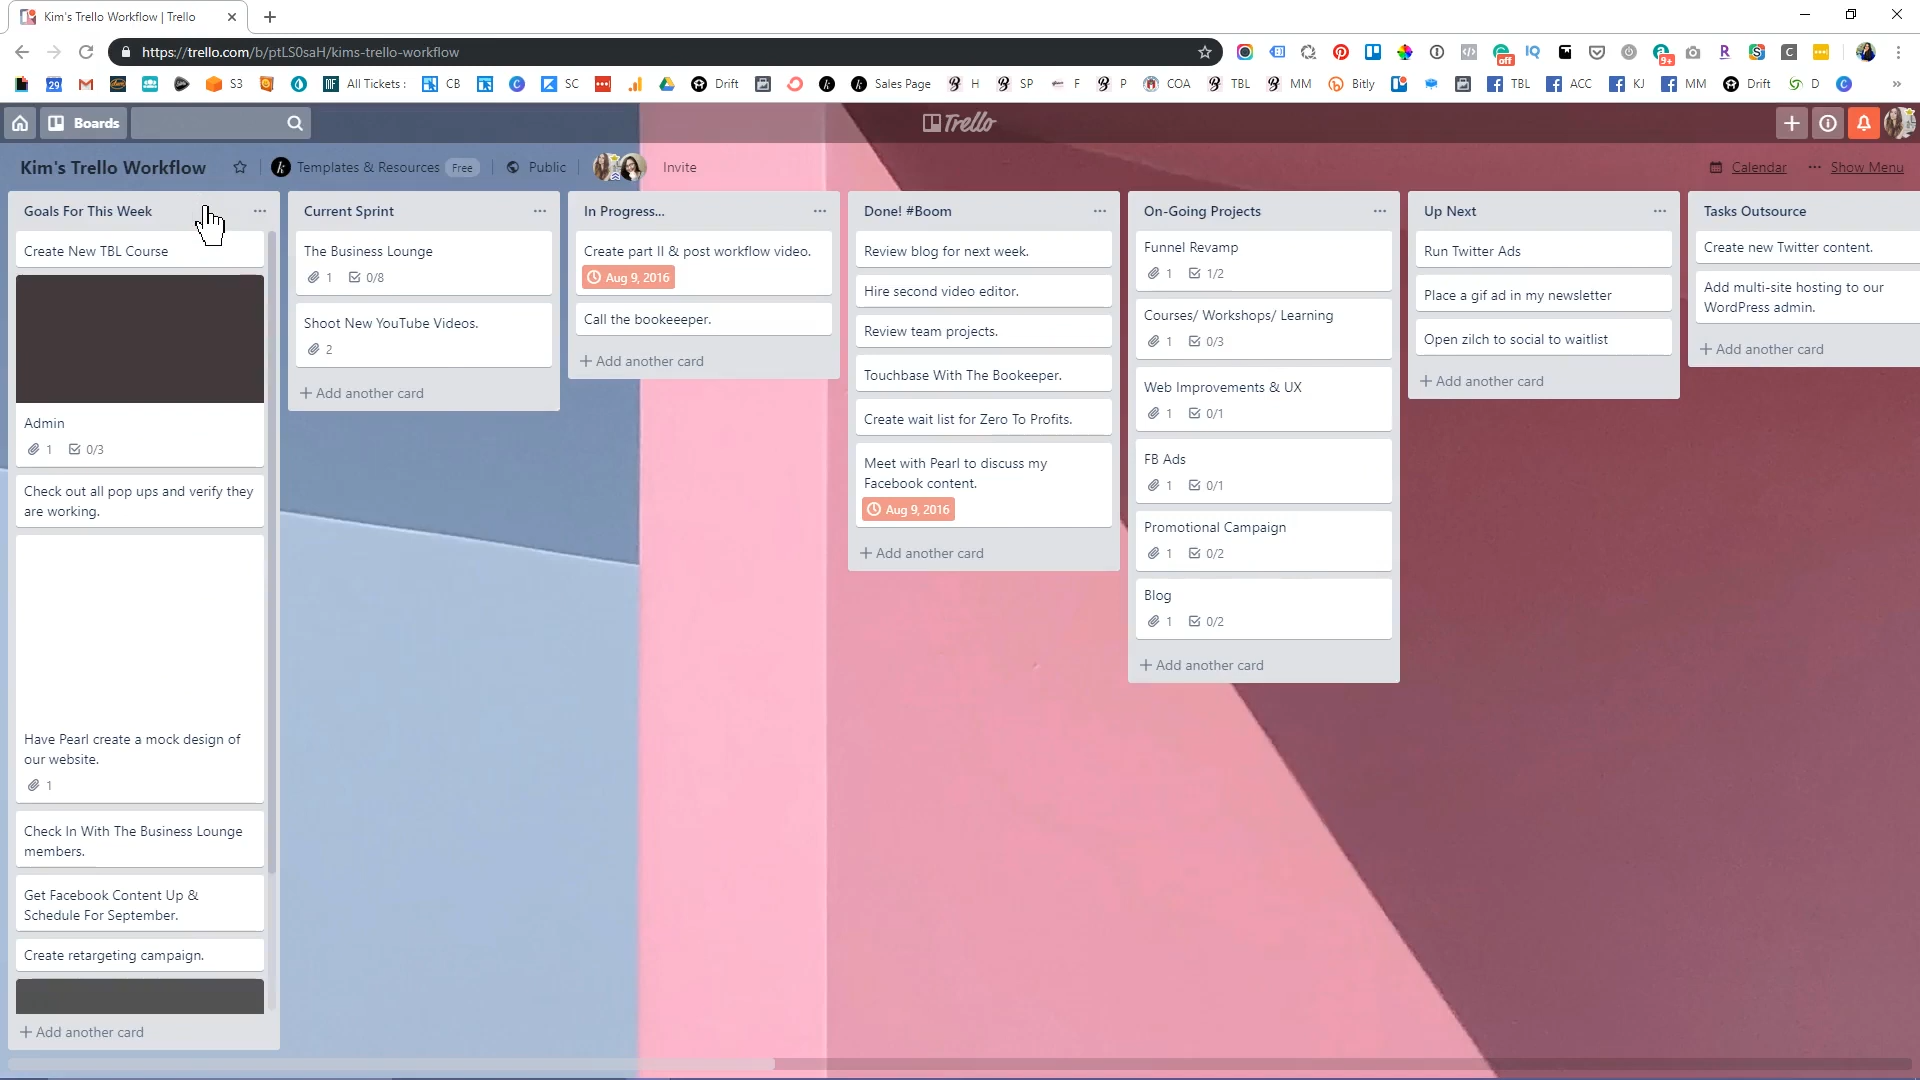 Kim's Trello Workflow | Trello
https://trello.com/b/ptLS0saH/kims-trello-workflow
off
IQ
9+
R
C
29
S3
MF All Tickets :
CB
C
SC
Drift
k
k Sales Page
H
SP
F
P
COA
TBL
MM
Bitly
TBL
ACC
KJ
MM
Drift
D
C
»
Boards
Trello
Kim's Trello Workflow
k Templates & Resources Free
Public
Invite
Calendar
Show Menu
Goals For This Week
Create New TBL Course
Admin
1 0/3
Check out all pop ups and verify they
are working.
Have Pearl create a mock design of
our website.
1
Check In With The Business Lounge
members.
Get Facebook Content Up &
Schedule For September.
Create retargeting campaign.
+ Add another card
Current Sprint
The Business Lounge
1 0/8
Shoot New YouTube Videos.
2
+ Add another card
In Progress...
Create part II & post workflow video.
Aug 9, 2016
Call the bookeeeper.
+ Add another card
Done! #Boom
Review blog for next week.
Hire second video editor.
Review team projects.
Touchbase With The Bookeeper.
Create wait list for Zero To Profits.
Meet with Pearl to discuss my
Facebook content.
Aug 9, 2016
+ Add another card
On-Going Projects
Funnel Revamp
1 1/2
Courses/ Workshops/ Learning
1 0/3
Web Improvements & UX
1 0/1
FB Ads
1 0/1
Promotional Campaign
1 0/2
Blog
1 0/2
+ Add another card
Up Next
Run Twitter Ads
Place a gif ad in my newsletter
Open zilch to social to waitlist
+ Add another card
Tasks Outsource
Create new Twitter content.
Add multi-site hosting to our
WordPress admin.
+ Add another card